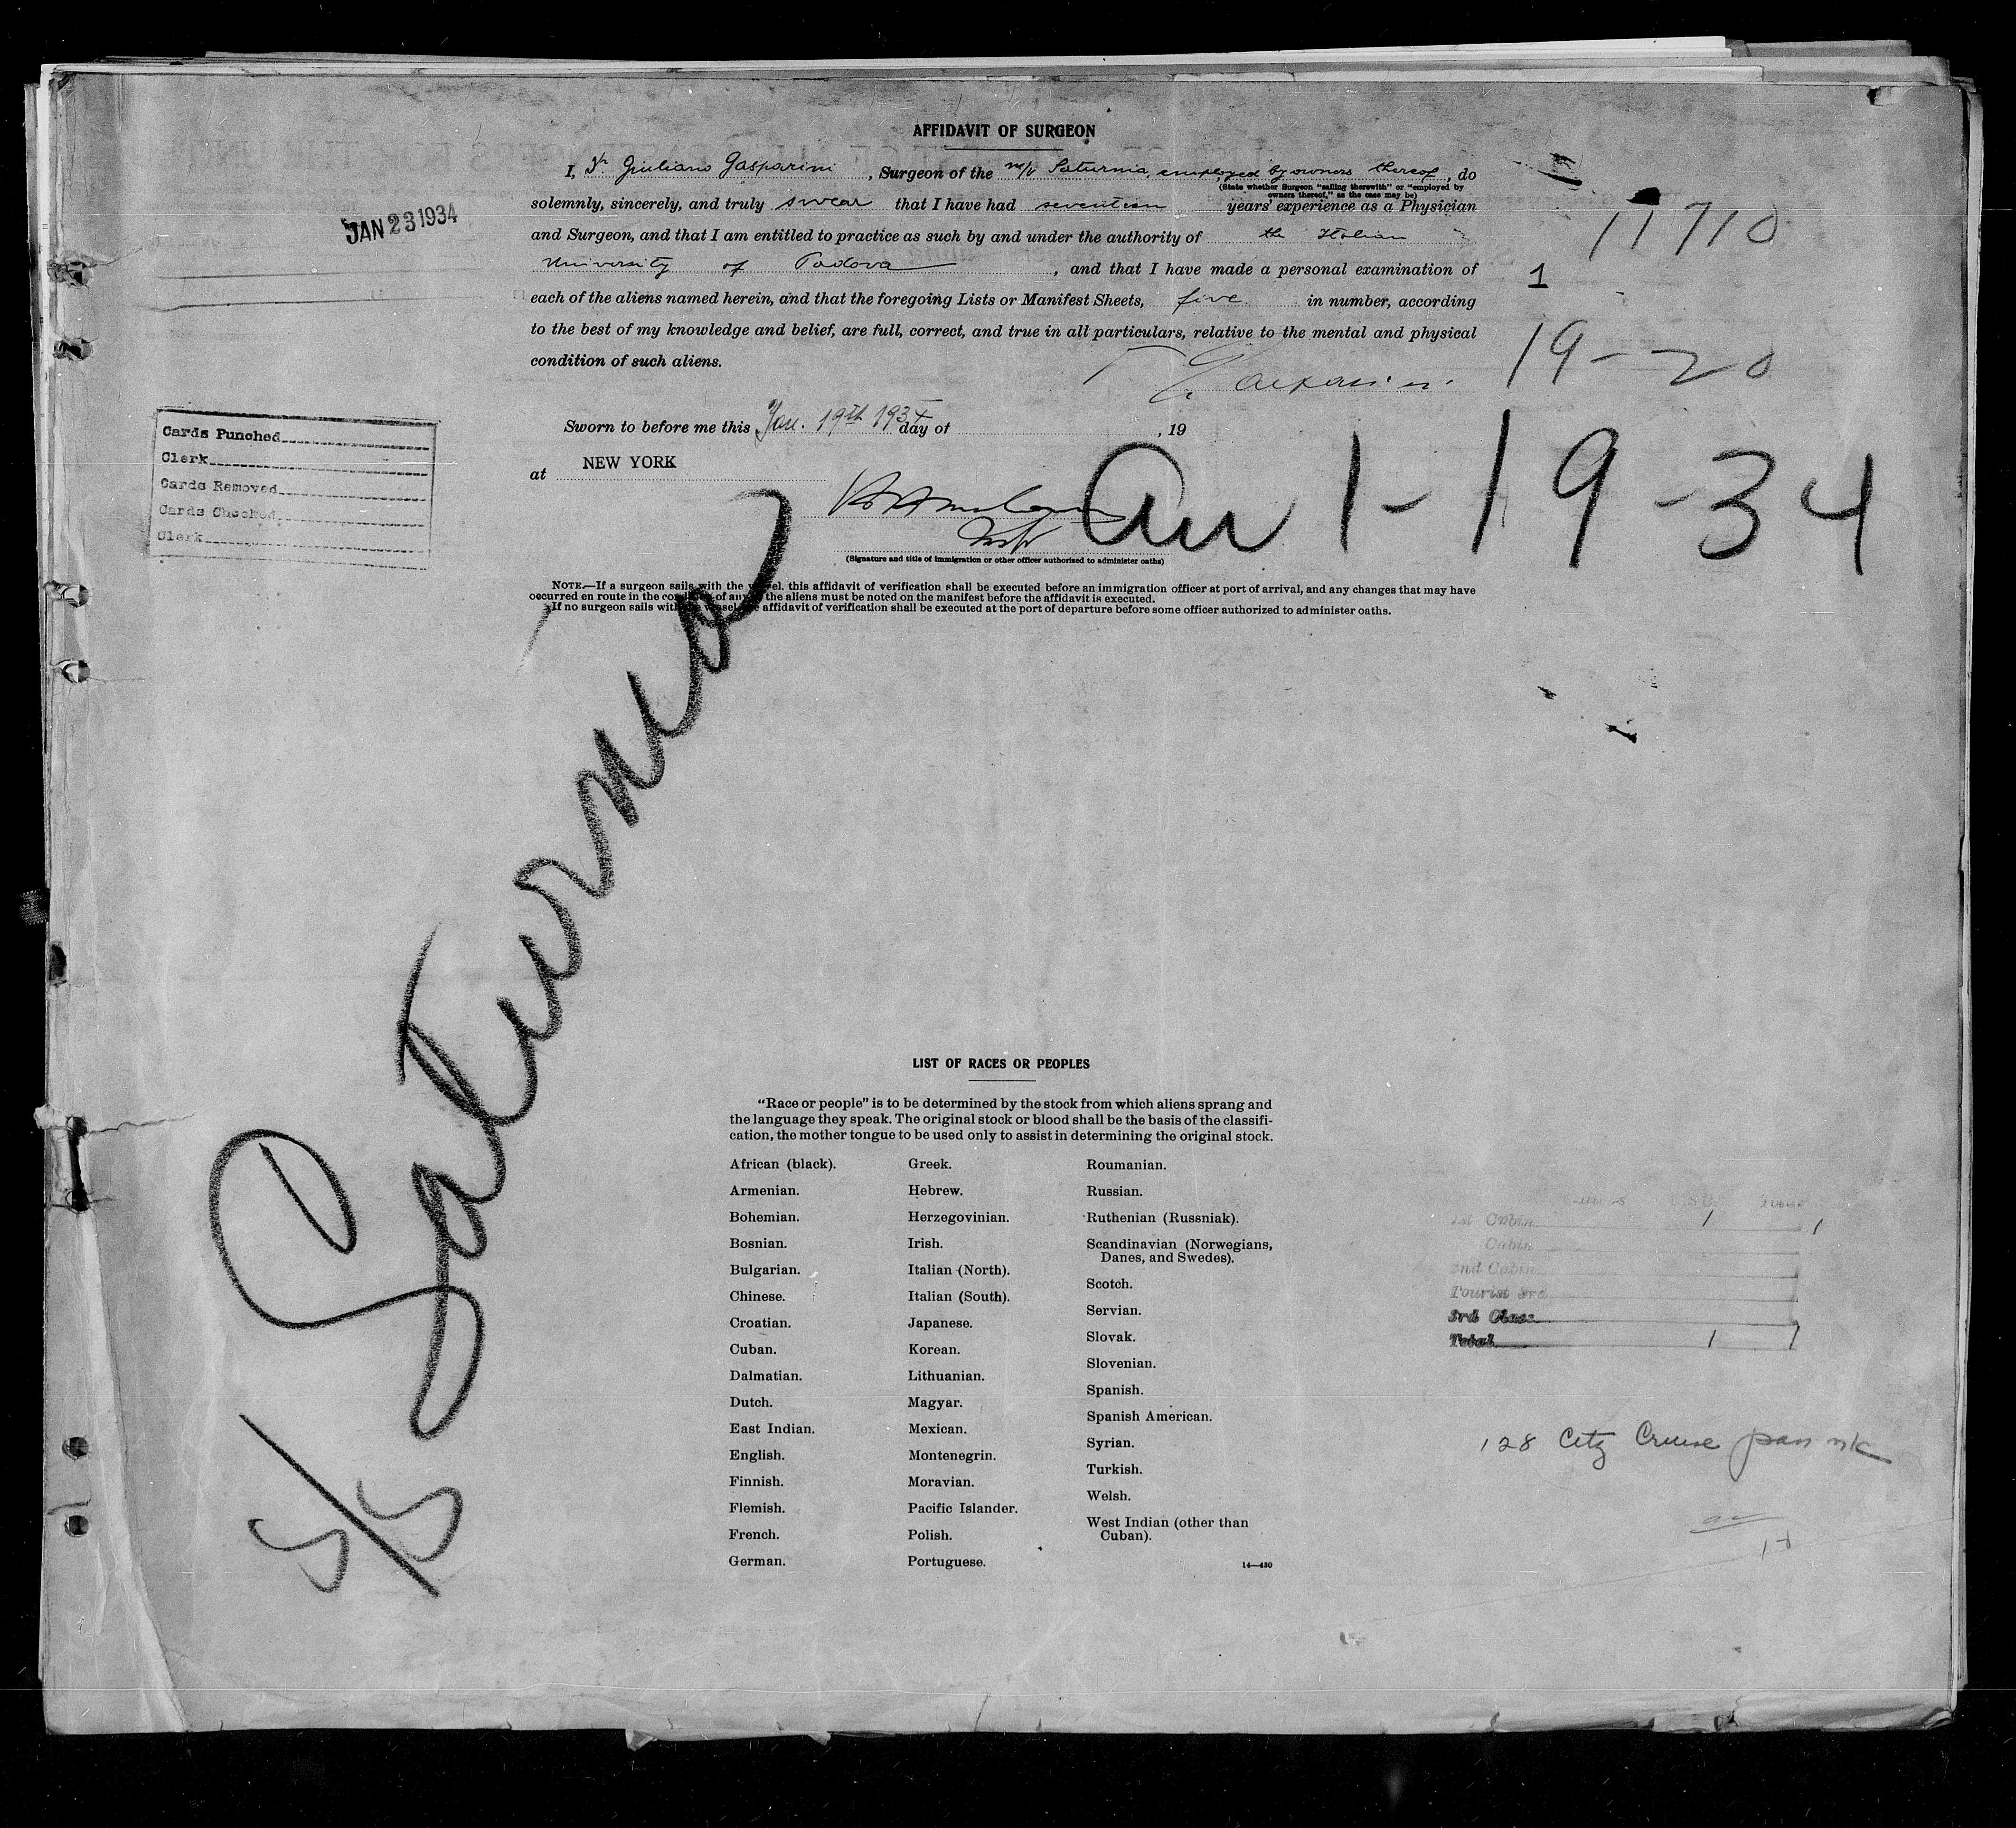 AFFIDAVIT OF SURGEON
I, Dr. Giuliano Gasparini, Surgeon of the m/v Saturnia, employed by owners thereof, do
(State whether Surgeon "sailing therewith" or "employed by
owners thereof," as the case may be)
solemnly, sincerely, and truly swear that I have had seventeen years' experience as a Physician
and Surgeon, and that I am entitled to practice as such by and under the authority of the Italian
University of Padova, and that I have made a personal examination of
each of the aliens named herein, and that the foregoing Lists or Manifest Sheets, five in number, according
to the best of my knowledge and belief, are full, correct, and true in all particulars, relative to the mental and physical
condition of such aliens.
Gasparini
Sworn to before me this Jan. 19th 1934 day of , 19
at NEW YORK
(Signature and title of immigration or other officer authorized to administer oaths)
NOTE.—If a surgeon sails with the vessel, this affidavit of verification shall be executed before an immigration officer at port of arrival, and any changes that may have
occurred en route in the condition of any of the aliens must be noted on the manifest before the affidavit is executed.
If no surgeon sails with the vessel, the affidavit of verification shall be executed at the port of departure before some officer authorized to administer oaths.
JAN 23 1934
11710
1
19-20
Arr 1-19-34
Cards Punched
Clerk
Cards Removed
Cards Checked
Clerk
S/S Saturnia
LIST OF RACES OR PEOPLES
"Race or people" is to be determined by the stock from which aliens sprang and
the language they speak. The original stock or blood shall be the basis of the classifi-
cation, the mother tongue to be used only to assist in determining the original stock.
African (black).
Armenian.
Bohemian.
Bosnian.
Bulgarian.
Chinese.
Croatian.
Cuban.
Dalmatian.
Dutch.
East Indian.
English.
Finnish.
Flemish.
French.
German.
Greek.
Hebrew.
Herzegovinian.
Irish.
Italian (North).
Italian (South).
Japanese.
Korean.
Lithuanian.
Magyar.
Mexican.
Montenegrin.
Moravian.
Pacific Islander.
Polish.
Portuguese.
Roumanian.
Russian.
Ruthenian (Russniak).
Scandinavian (Norwegians,
Danes, and Swedes).
Scotch.
Servian.
Slovak.
Slovenian.
Spanish.
Spanish American.
Syrian.
Turkish.
Welsh.
West Indian (other than
Cuban).
14—430
1st Cabin 1 1
Cabin
2nd Cabin
Tourist 3rd
3rd Class
Total 1 1
128 City Cruise